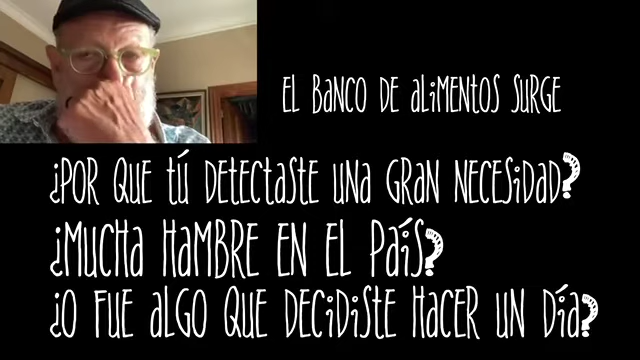 EL BANCO DE ALIMENTOS SURGE
¿POR QUE TÚ DETECTASTE UNA GRAN NECESIDAD?
¿MUCHA HAMBRE EN EL PAÍS?
¿O FUE ALGO QUE DECIDISTE HACER UN DÍA?